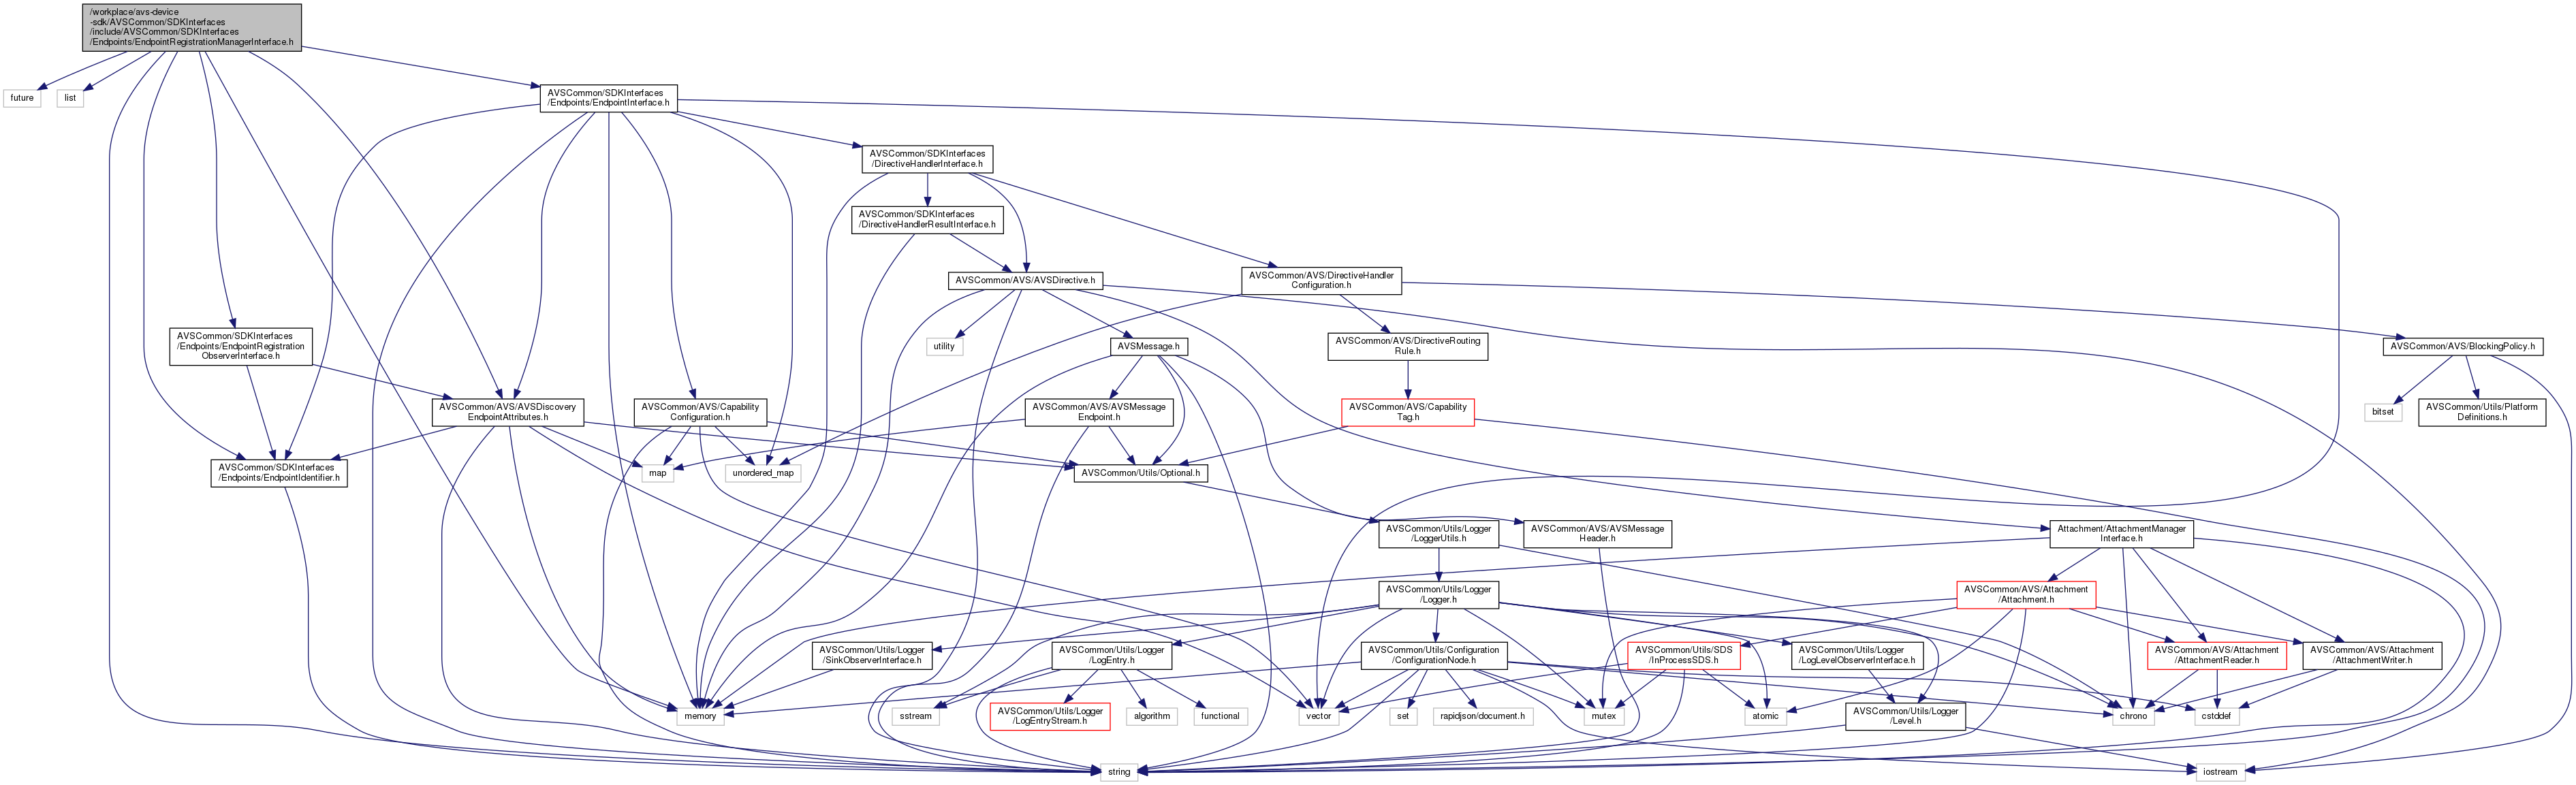 /workplace/avs-device
-sdk/AVSCommon/SDKInterfaces
/include/AVSCommon/SDKInterfaces
/Endpoints/EndpointRegistrationManagerInterface.h
future
list
AVSCommon/SDKInterfaces
/Endpoints/EndpointInterface.h
AVSCommon/SDKInterfaces
/DirectiveHandlerInterface.h
AVSCommon/SDKInterfaces
/DirectiveHandlerResultInterface.h
AVSCommon/AVS/AVSDirective.h
AVSCommon/AVS/DirectiveHandler
Configuration.h
AVSCommon/SDKInterfaces
/Endpoints/EndpointRegistration
ObserverInterface.h
utility
AVSMessage.h
AVSCommon/AVS/DirectiveRouting
Rule.h
AVSCommon/AVS/BlockingPolicy.h
AVSCommon/AVS/AVSDiscovery
EndpointAttributes.h
AVSCommon/AVS/Capability
Configuration.h
AVSCommon/AVS/AVSMessage
Endpoint.h
AVSCommon/AVS/Capability
Tag.h
bitset
AVSCommon/Utils/Platform
Definitions.h
AVSCommon/SDKInterfaces
/Endpoints/EndpointIdentifier.h
map
unordered_map
AVSCommon/Utils/Optional.h
AVSCommon/Utils/Logger
/LoggerUtils.h
AVSCommon/AVS/AVSMessage
Header.h
Attachment/AttachmentManager
Interface.h
AVSCommon/Utils/Logger
/Logger.h
AVSCommon/AVS/Attachment
/Attachment.h
AVSCommon/Utils/Logger
/SinkObserverInterface.h
AVSCommon/Utils/Logger
/LogEntry.h
AVSCommon/Utils/Configuration
/ConfigurationNode.h
AVSCommon/Utils/SDS
/InProcessSDS.h
AVSCommon/Utils/Logger
/LogLevelObserverInterface.h
AVSCommon/AVS/Attachment
/AttachmentReader.h
AVSCommon/AVS/Attachment
/AttachmentWriter.h
memory
sstream
AVSCommon/Utils/Logger
/LogEntryStream.h
algorithm
functional
vector
set
rapidjson/document.h
mutex
atomic
AVSCommon/Utils/Logger
/Level.h
chrono
cstddef
string
iostream